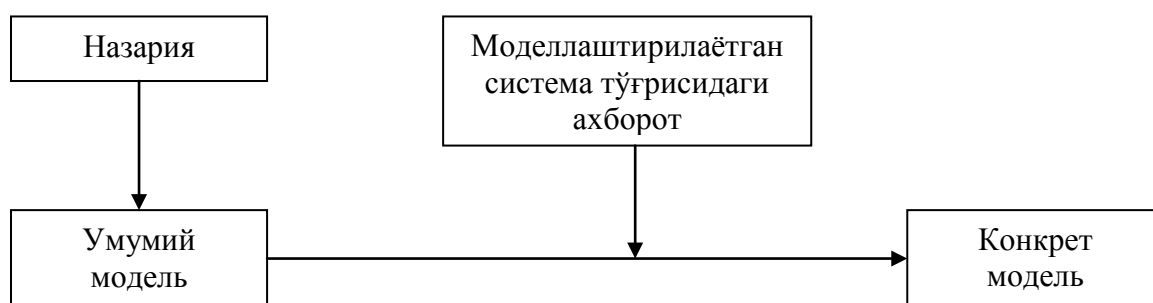 Назария
Моделлаштирилаётган
система тўғрисидаги
ахборот
Умумий
модель
Конкрет
модель